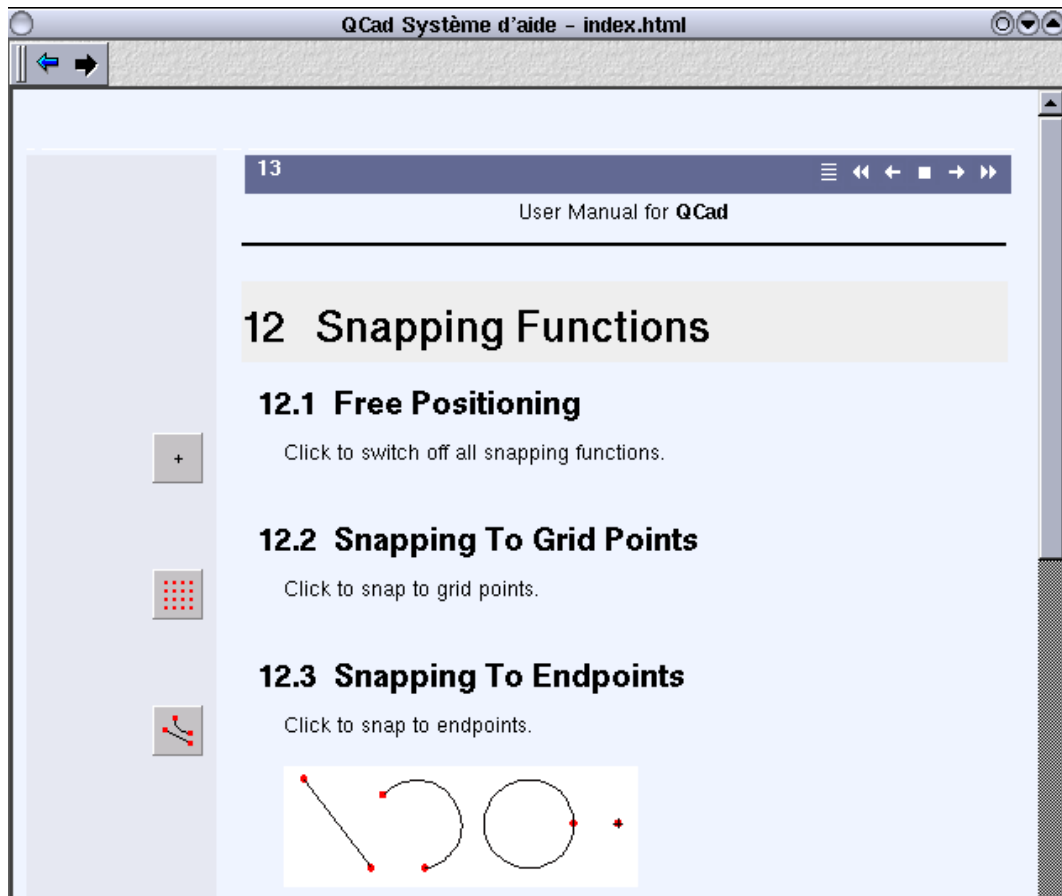 QCad Système d'aide - index.html
13
User Manual for QCad
12 Snapping Functions
12.1 Free Positioning
Click to switch off all snapping functions.
12.2 Snapping To Grid Points
Click to snap to grid points.
12.3 Snapping To Endpoints
Click to snap to endpoints.